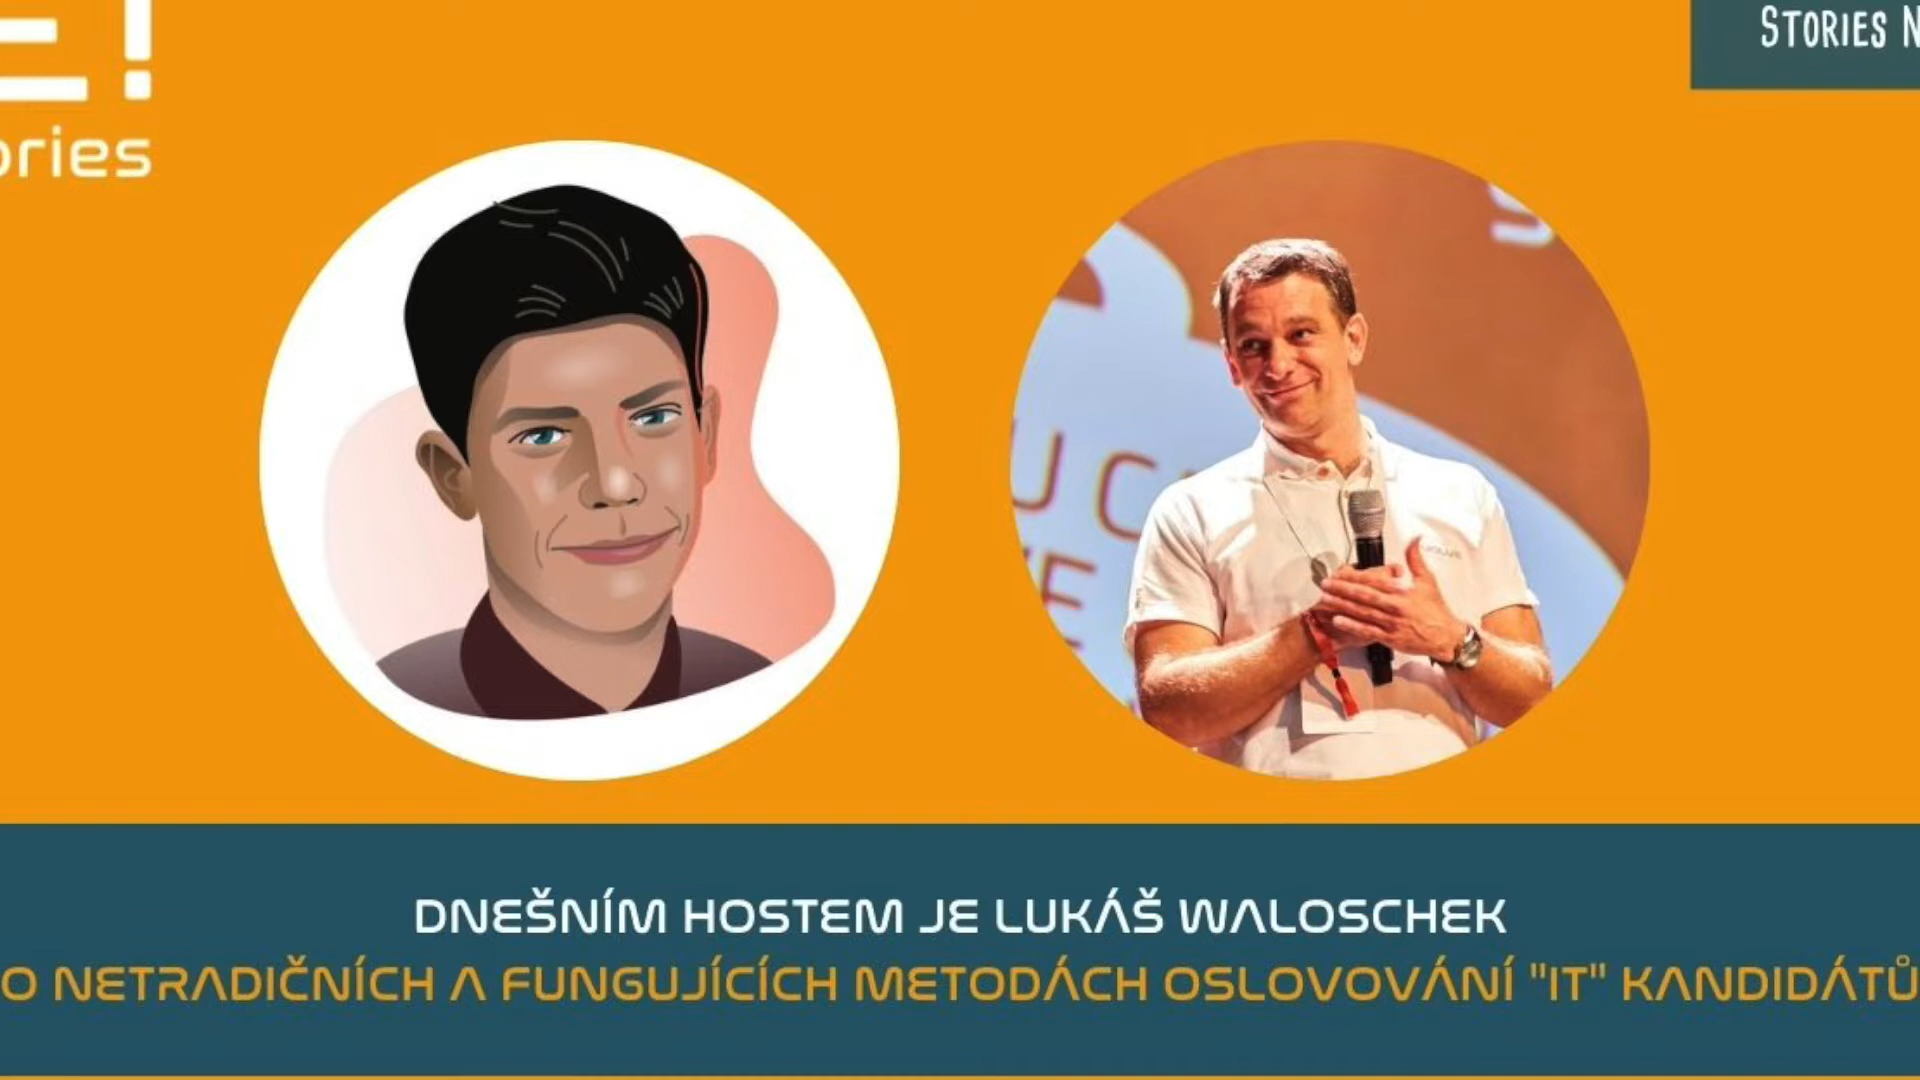 E!
ories
STORIES N
DNEŠNÍM HOSTEM JE LUKÁŠ WALOSCHEK
O NETRADIČNÍCH A FUNGUJÍCÍCH METODÁCH OSLOVOVÁNÍ "IT" KANDIDÁTŮ